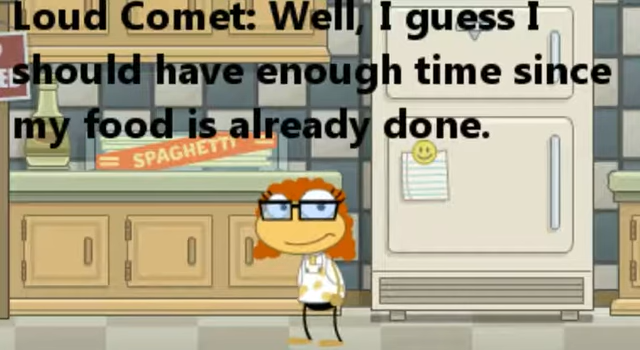 Loud Comet: Well, I guess I
should have enough time since
my food is already done.
SPAGHETTI